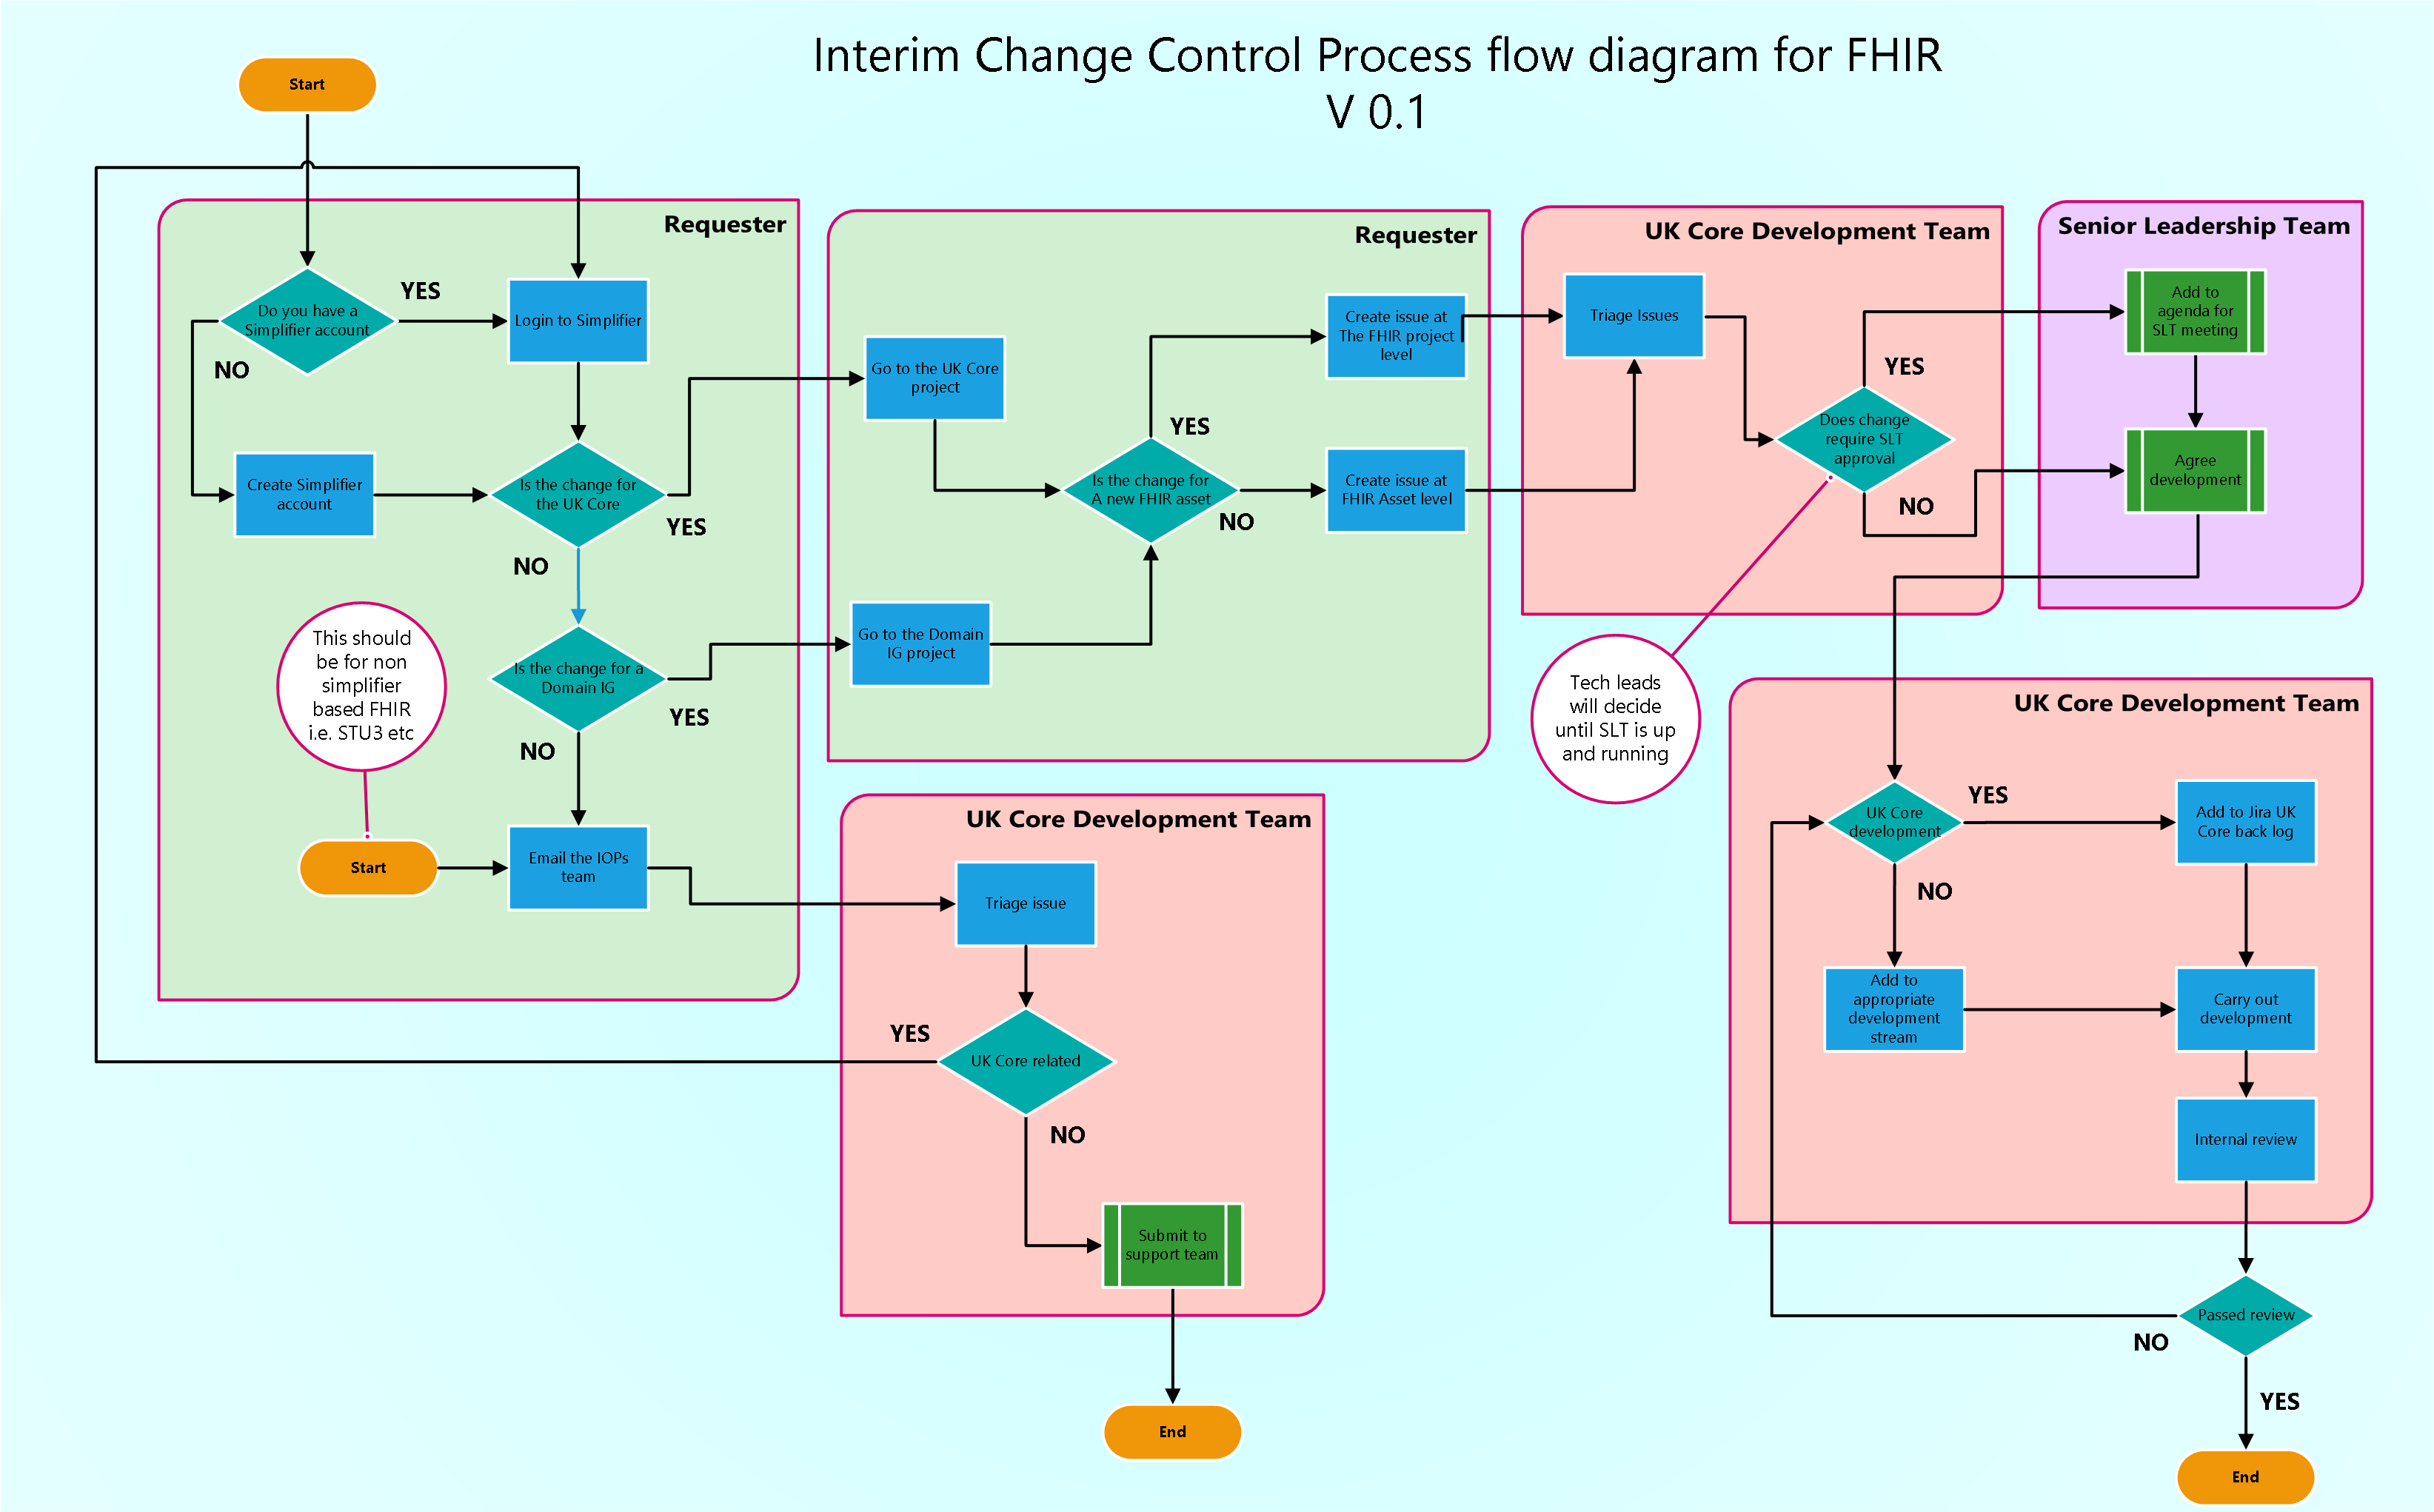 Interim Change Control Process flow diagram for FHIR
V 0.1
Start
Requester
Do you have a
Simplifier account
YES
NO
Login to Simplifier
Create Simplifier
account
Is the change for
the UK Core
YES
NO
Is the change for a
Domain IG
YES
NO
This should
be for non
simplifier
based FHIR
i.e. STU3 etc
Start
Email the IOPs
team
Requester
Go to the UK Core
project
Is the change for
A new FHIR asset
YES
NO
Create issue at
The FHIR project
level
Create issue at
FHIR Asset level
Go to the Domain
IG project
UK Core Development Team
Triage Issues
Does change
require SLT
approval
YES
NO
Tech leads
will decide
until SLT is up
and running
Senior Leadership Team
Add to
agenda for
SLT meeting
Agree
development
UK Core Development Team
Triage issue
UK Core related
YES
NO
Submit to
support team
End
UK Core Development Team
UK Core
development
YES
NO
Add to Jira UK
Core back log
Add to
appropriate
development
stream
Carry out
development
Internal review
Passed review
NO
YES
End